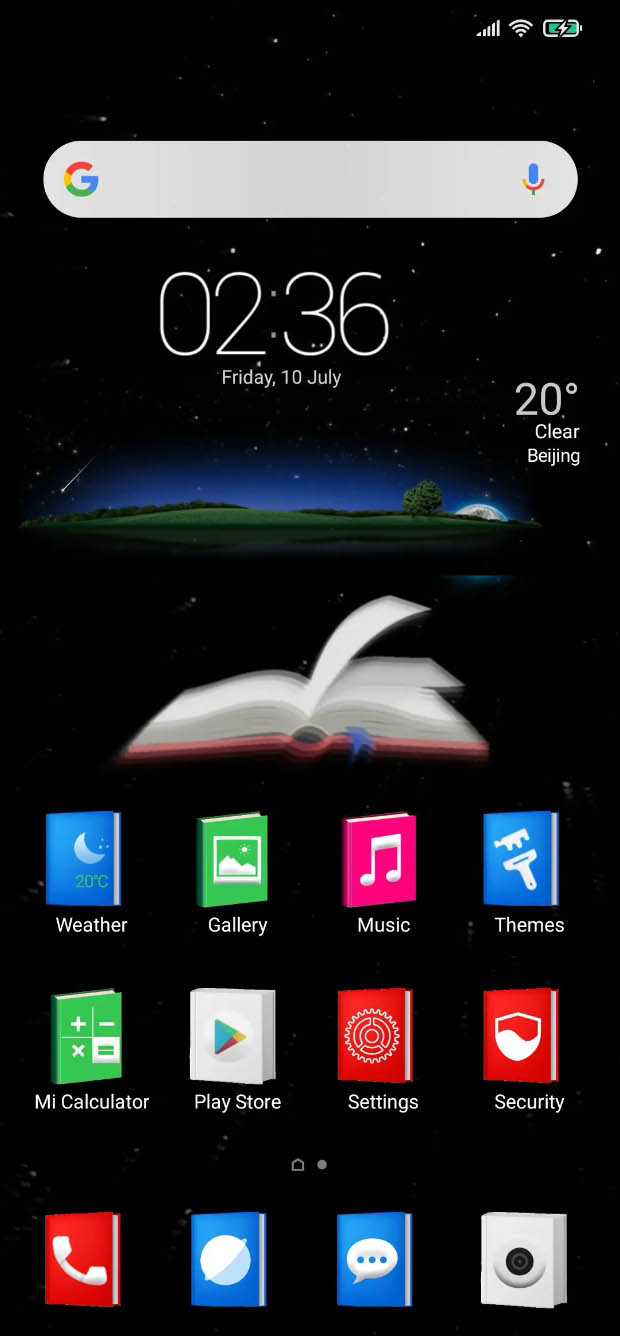 02:36
Friday, 10 July
20°
Clear
Beijing
20°C
Weather
Gallery
Music
Themes
Mi Calculator
Play Store
Settings
Security